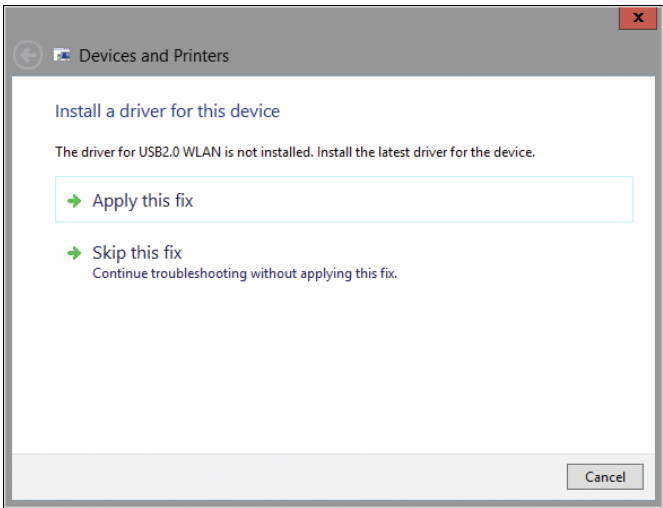 x
Devices and Printers
Install a driver for this device
The driver for USB2.0 WLAN is not installed. Install the latest driver for the device.
Apply this fix
Skip this fix
Continue troubleshooting without applying this fix.
Cancel